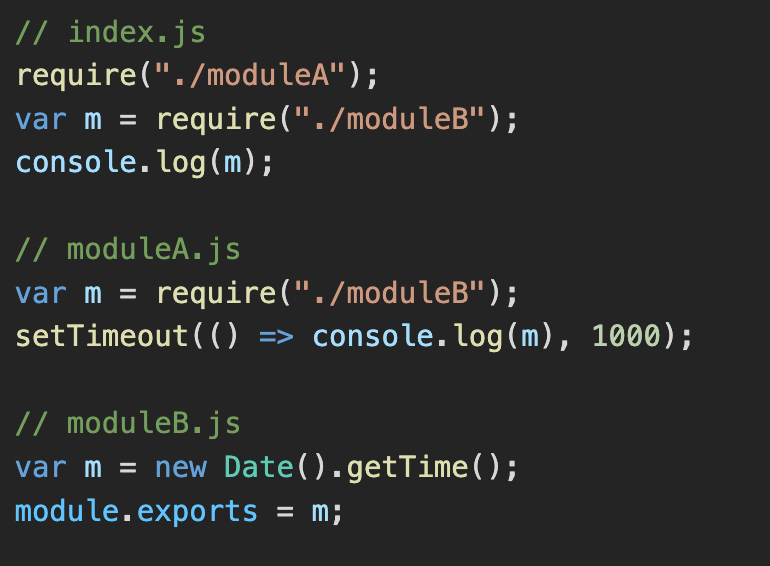 // index.js
require("./moduleA");
var m = require("./moduleB");
console.log(m);

// moduleA.js
var m = require("./moduleB");
setTimeout(() => console.log(m), 1000);

// moduleB.js
var m = new Date().getTime();
module.exports = m;